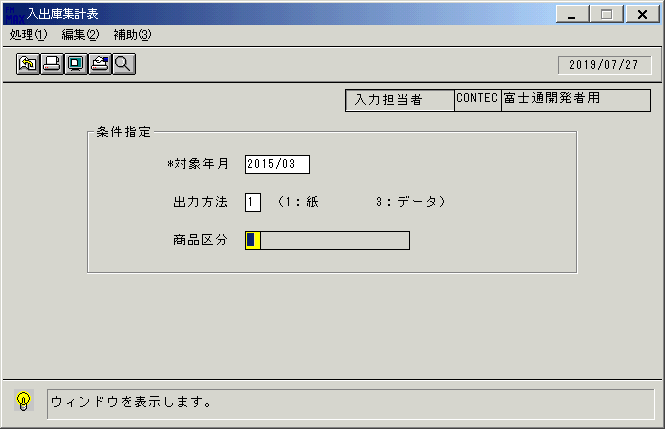 入出庫集計表
処理(1) 編集(2) 補助(3)
2019/07/27
入力担当者 CONTEC 富士通開発者用
条件指定
*対象年月 2015/03
出力方法 1 (1:紙 3:データ)
商品区分
ウィンドウを表示します。